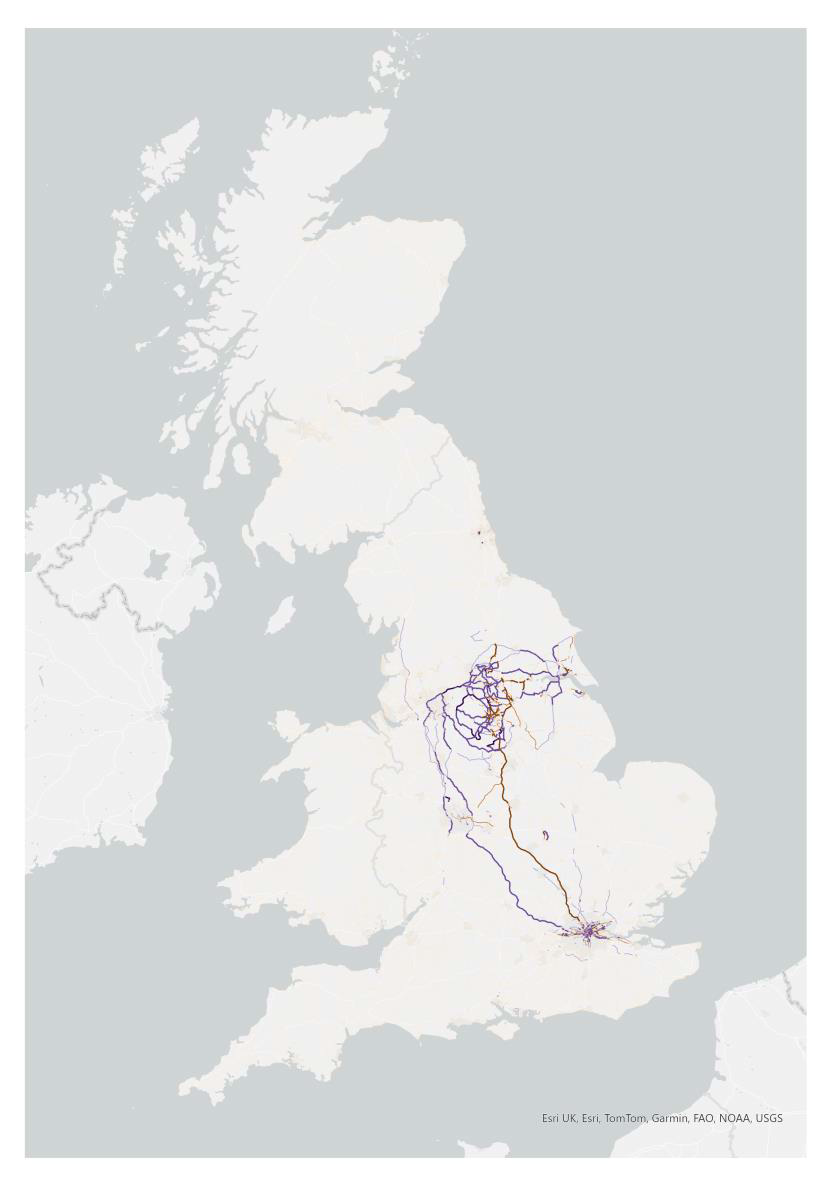 Esri UK, Esri, TomTom, Garmin, FAO, NOAA, USGS